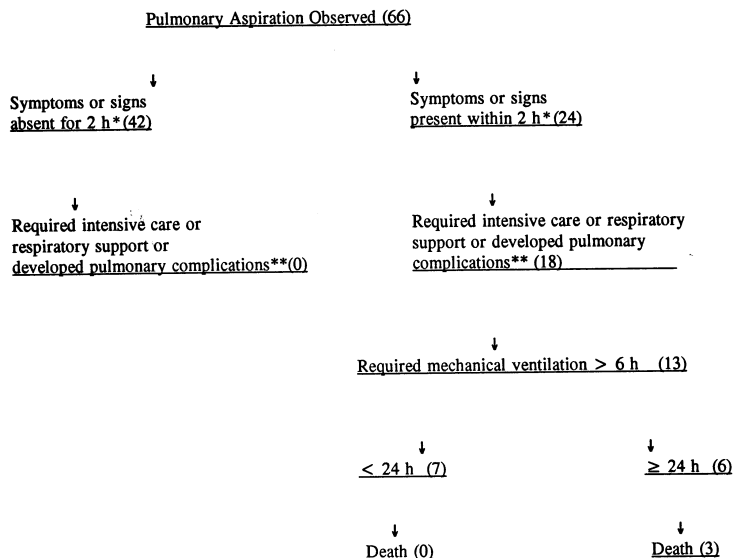 Pulmonary Aspiration Observed (66)
↓ ↓
Symptoms or signs
absent for 2 h* (42)
Symptoms or signs
present within 2 h* (24)
↓ ↓
Required intensive care or
respiratory support or
developed pulmonary complications**(0)
Required intensive care or respiratory
support or developed pulmonary
complications** (18)
↓
Required mechanical ventilation > 6 h (13)
↓ ↓
< 24 h (7)
≥ 24 h (6)
↓ ↓
Death (0)
Death (3)